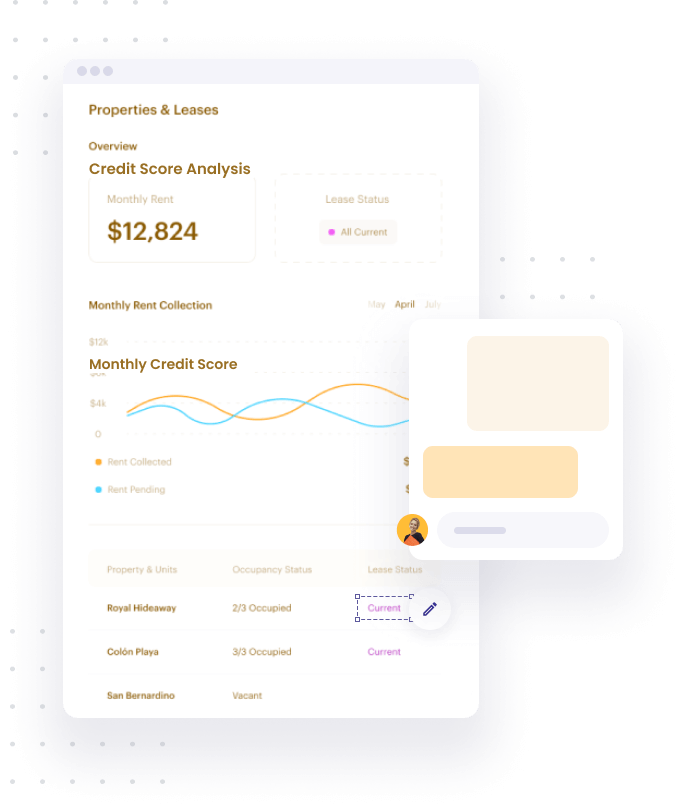 Properties & Leases
Overview
Credit Score Analysis
Monthly Rent
$12,824
Lease Status
All Current
Monthly Rent Collection
May April July
$12k
Monthly Credit Score
$4k
0
Rent Collected
$
Rent Pending
$
Property & Units Occupancy Status Lease Status
Royal Hideaway 2/3 Occupied Current
Colón Playa 3/3 Occupied Current
San Bernardino Vacant